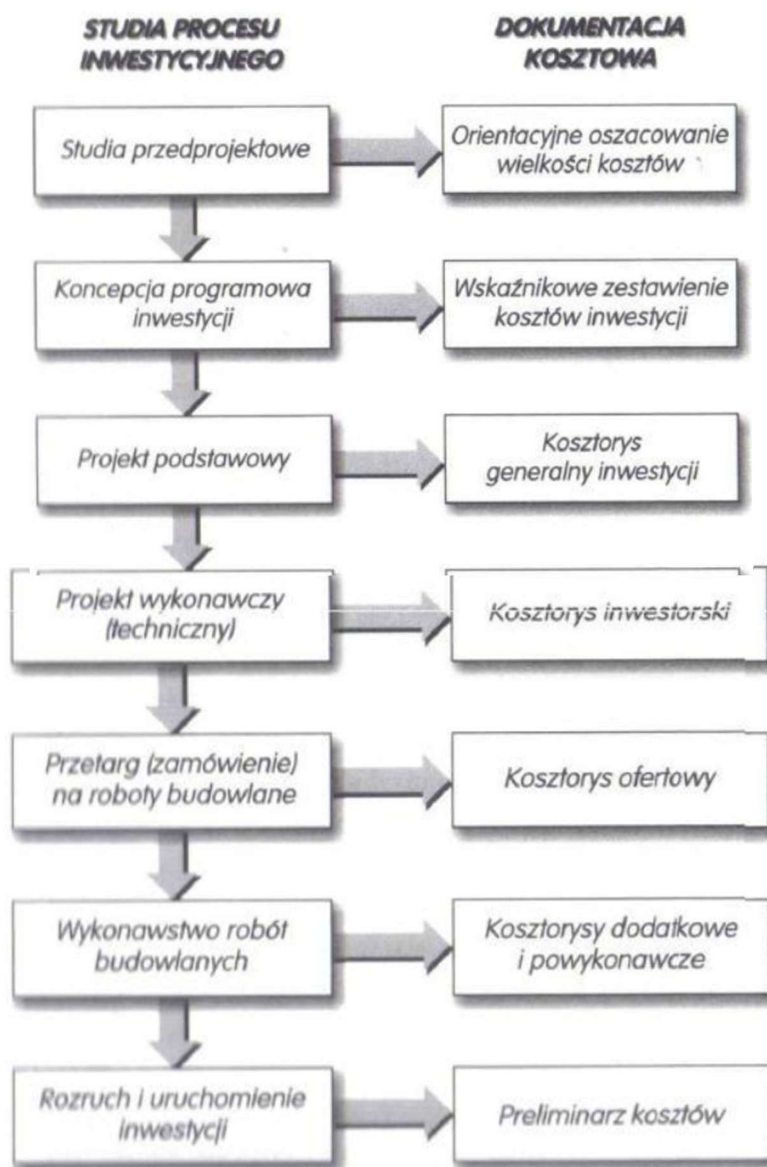 STUDIA PROCESU
INWESTYCYJNEGO
DOKUMENTACJA
KOSZTOWA
Studia przedprojektowe
Orientacyjne oszacowanie
wielkości kosztów
Koncepcja programowa
inwestycji
Wskaźnikowe zestawienie
kosztów inwestycji
Projekt podstawowy
Kosztorys
generalny inwestycji
Projekt wykonawczy
(techniczny)
Kosztorys inwestorski
Przetarg (zamówienie)
na roboty budowlane
Kosztorys ofertowy
Wykonawstwo robót
budowlanych
Kosztorysy dodatkowe
i powykonawcze
Rozruch i uruchomienie
inwestycji
Preliminarz kosztów